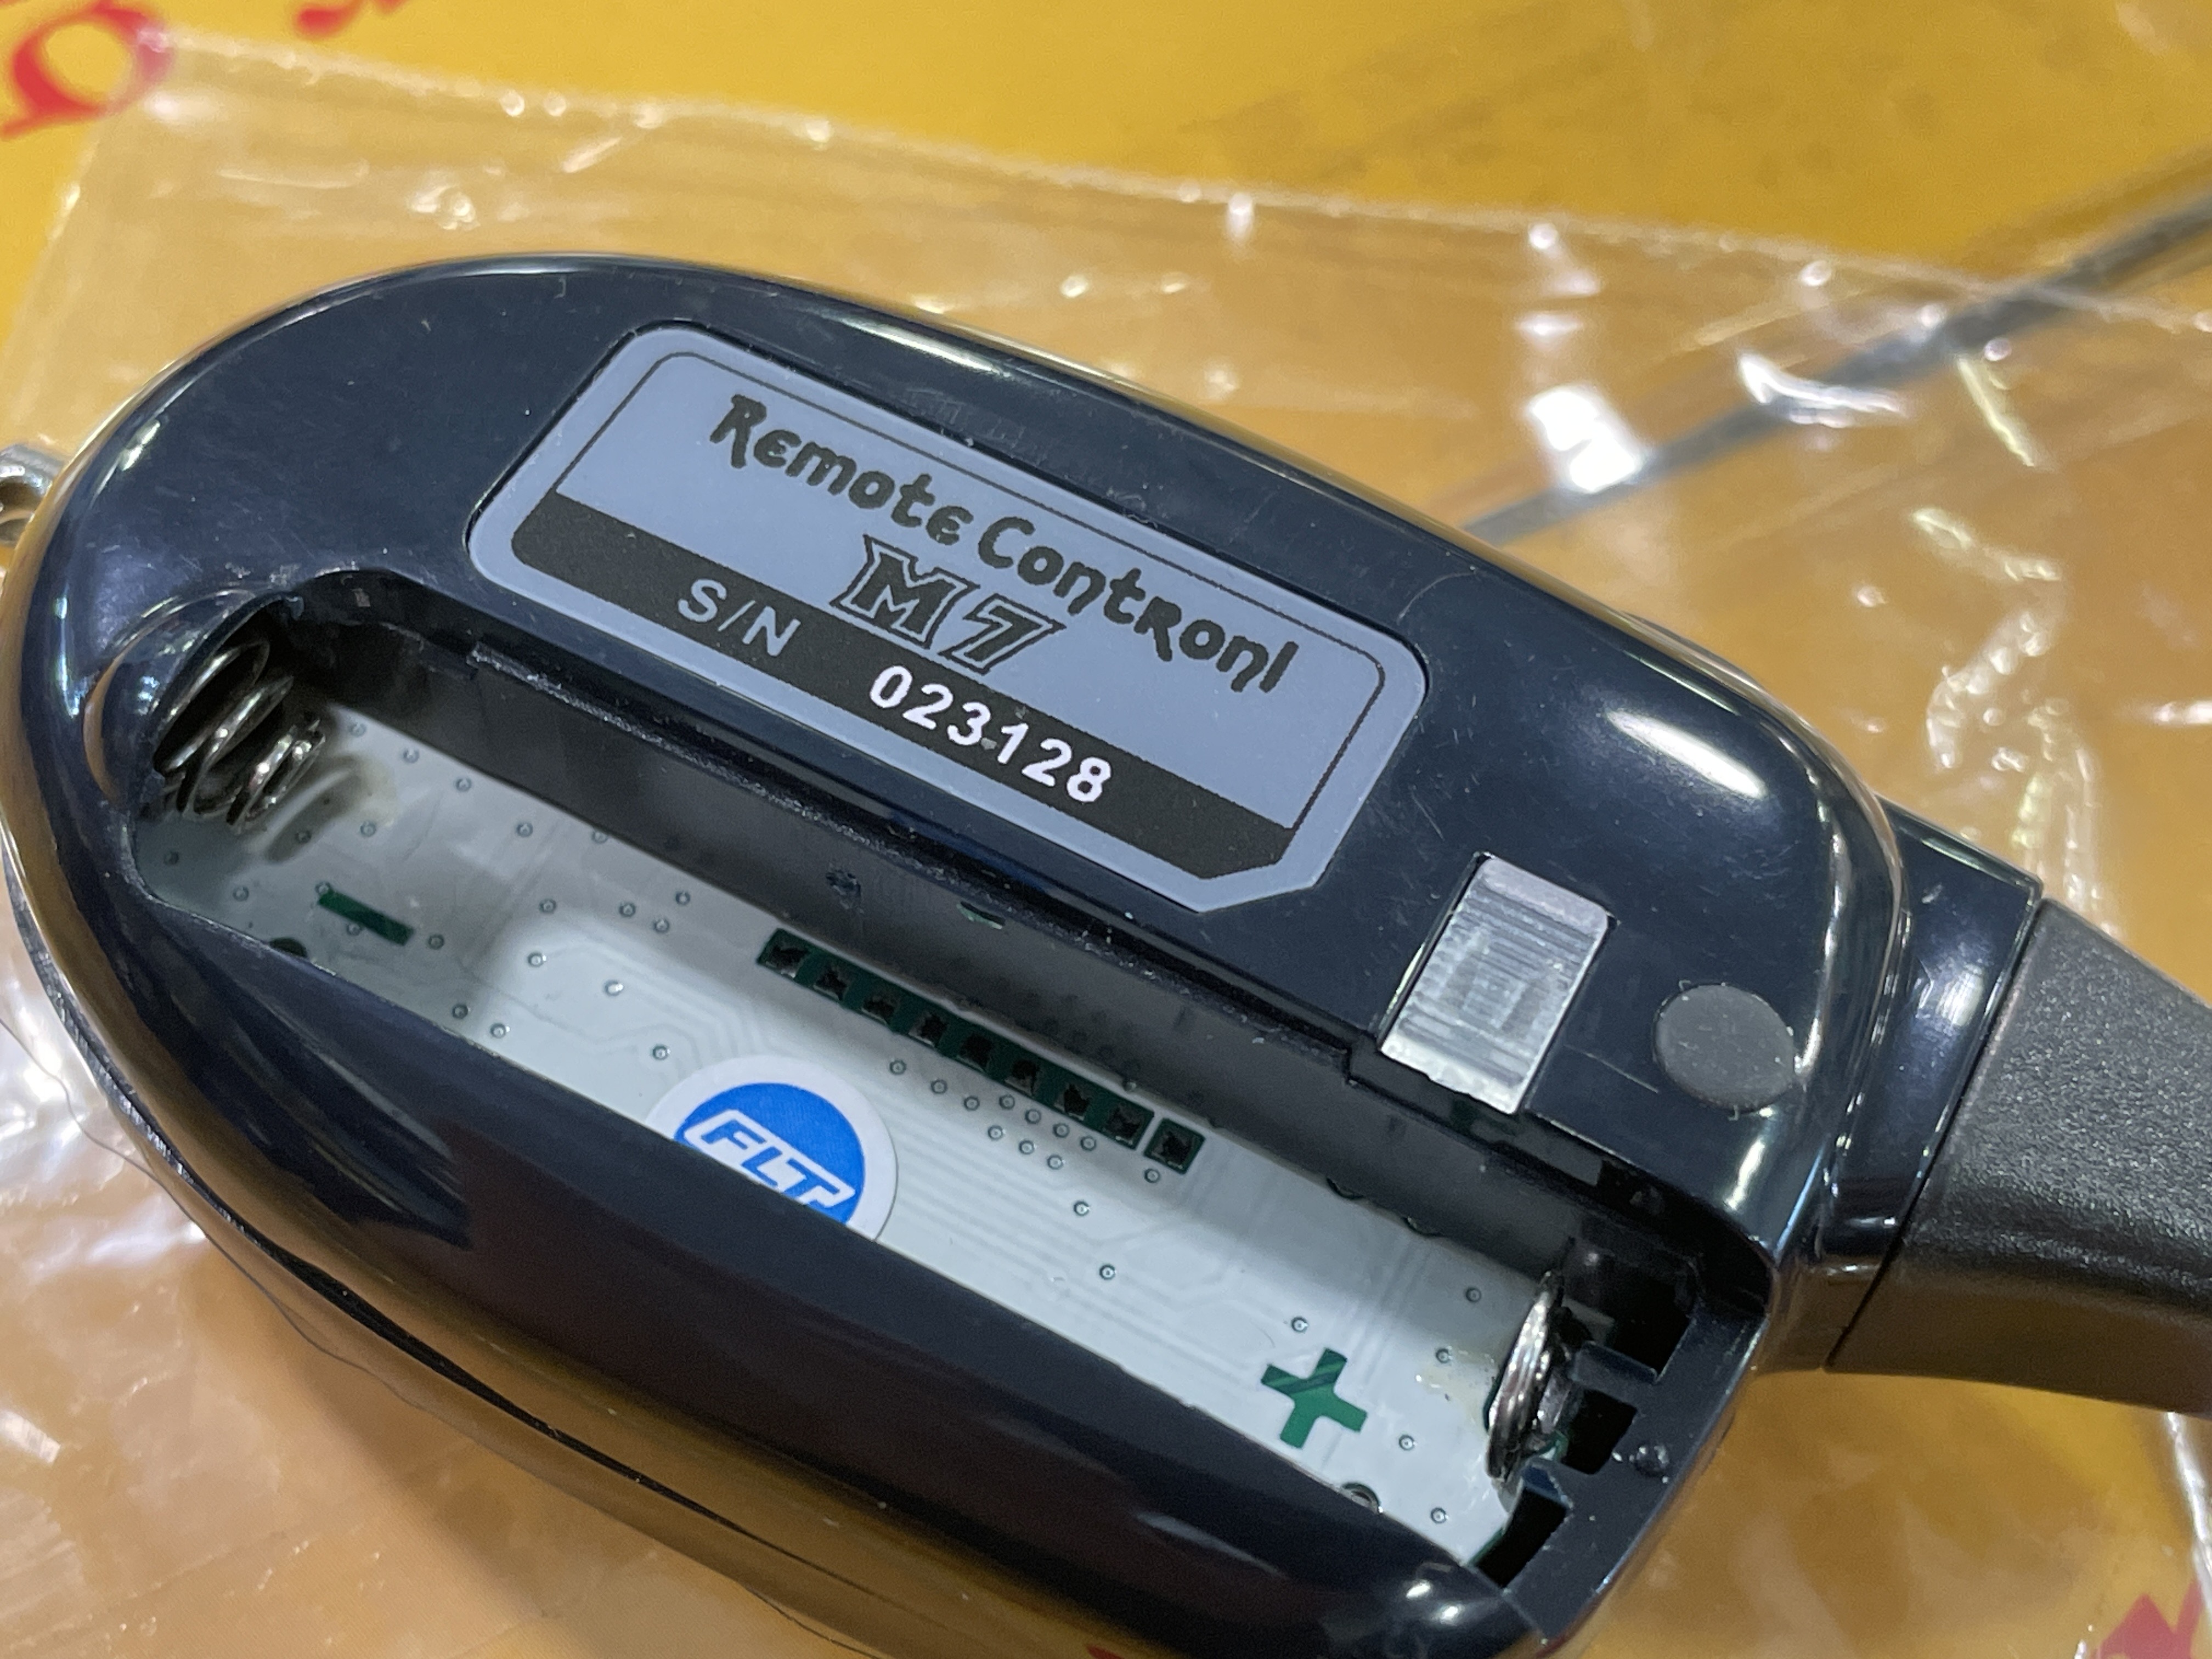 Remote Contronl
M7
S/N 023128
−
FLT
+